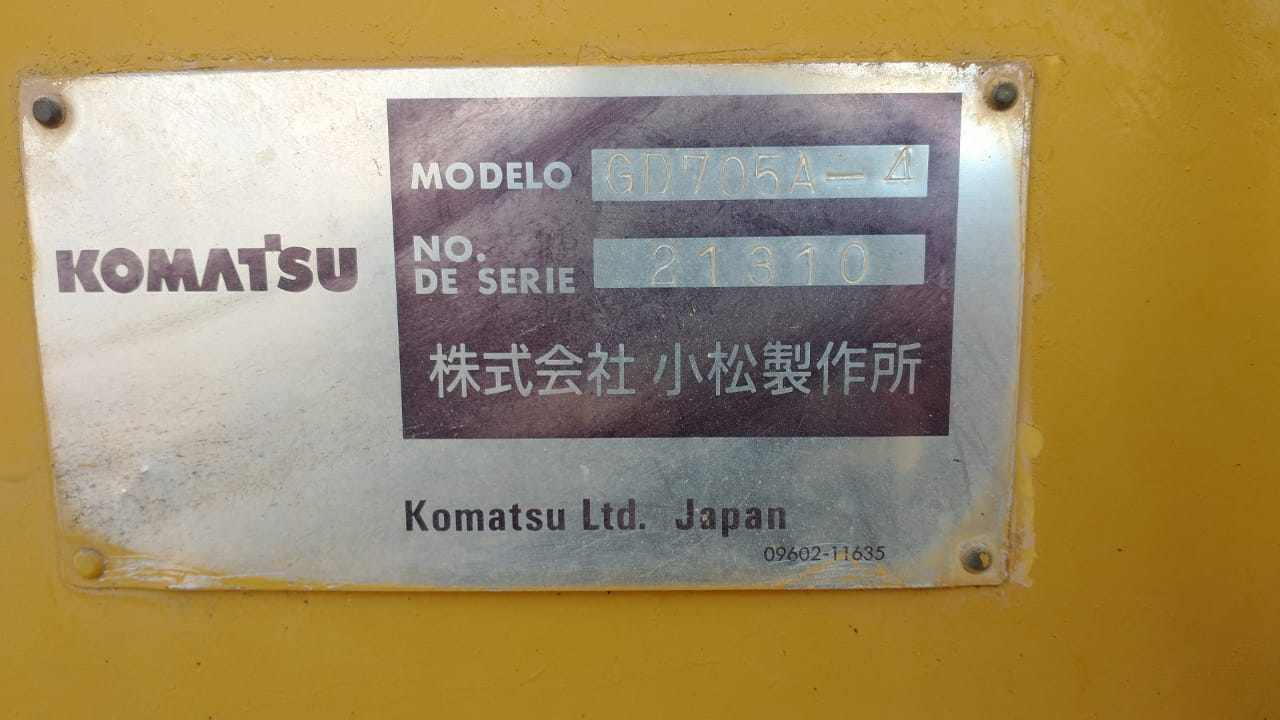 KOMATSU
MODELO GD705A-4
NO. DE SERIE 21310
株式会社 小松製作所
Komatsu Ltd. Japan
09602-11635